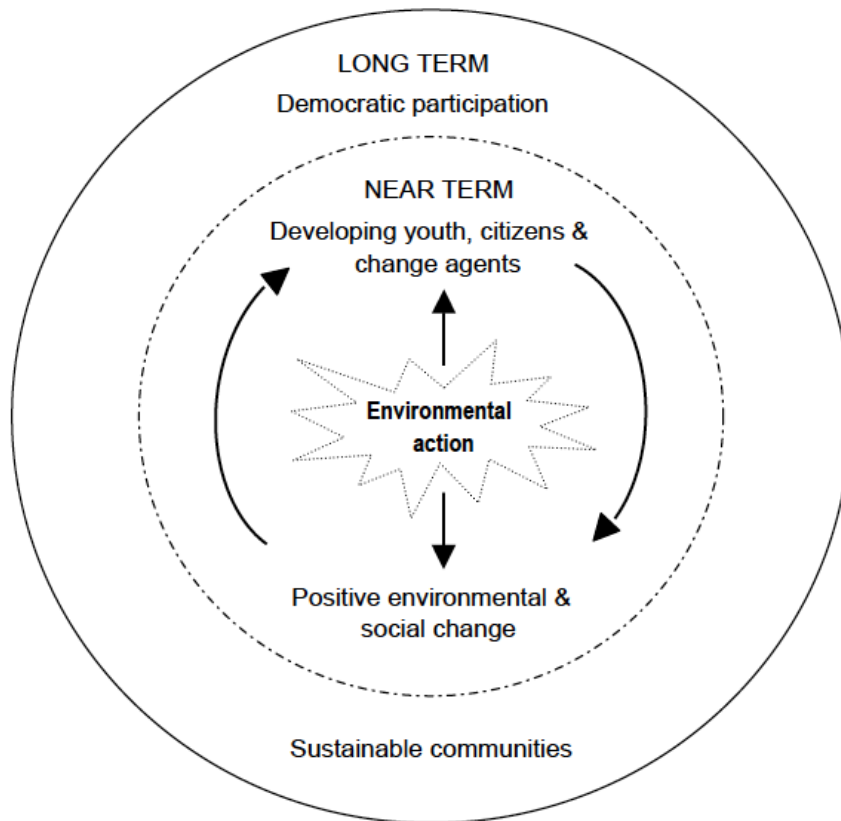 LONG TERM
Democratic participation
NEAR TERM
Developing youth, citizens &
change agents
Environmental
action
Positive environmental &
social change
Sustainable communities